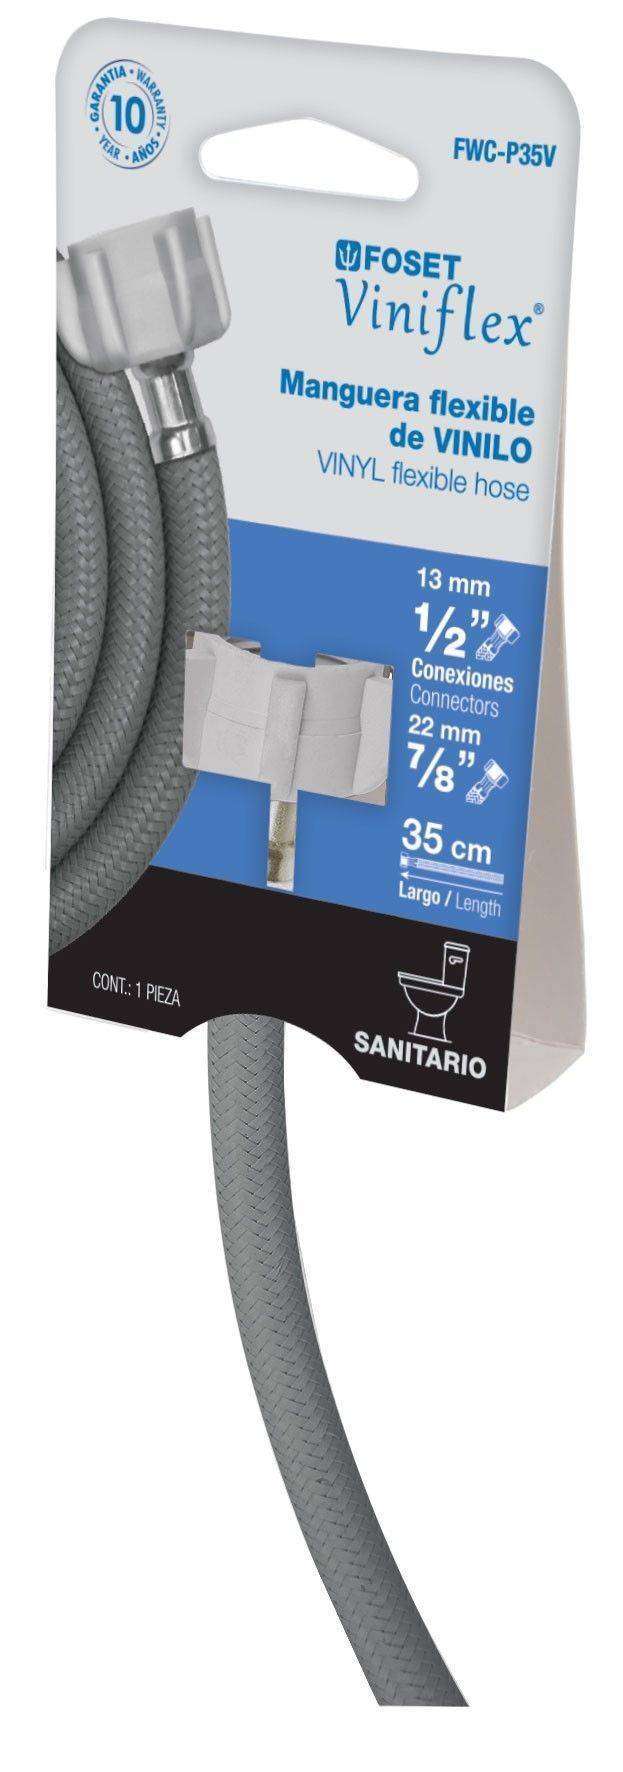 GARANTIA • WARRANTY
10
YEAR • AÑOS
FWC-P35V
FOSET
Viniflex®
Manguera flexible
de VINILO
VINYL flexible hose
13 mm
1/2”
Conexiones
Connectors
22 mm
7/8”
35 cm
Largo / Length
CONT.: 1 PIEZA
SANITARIO